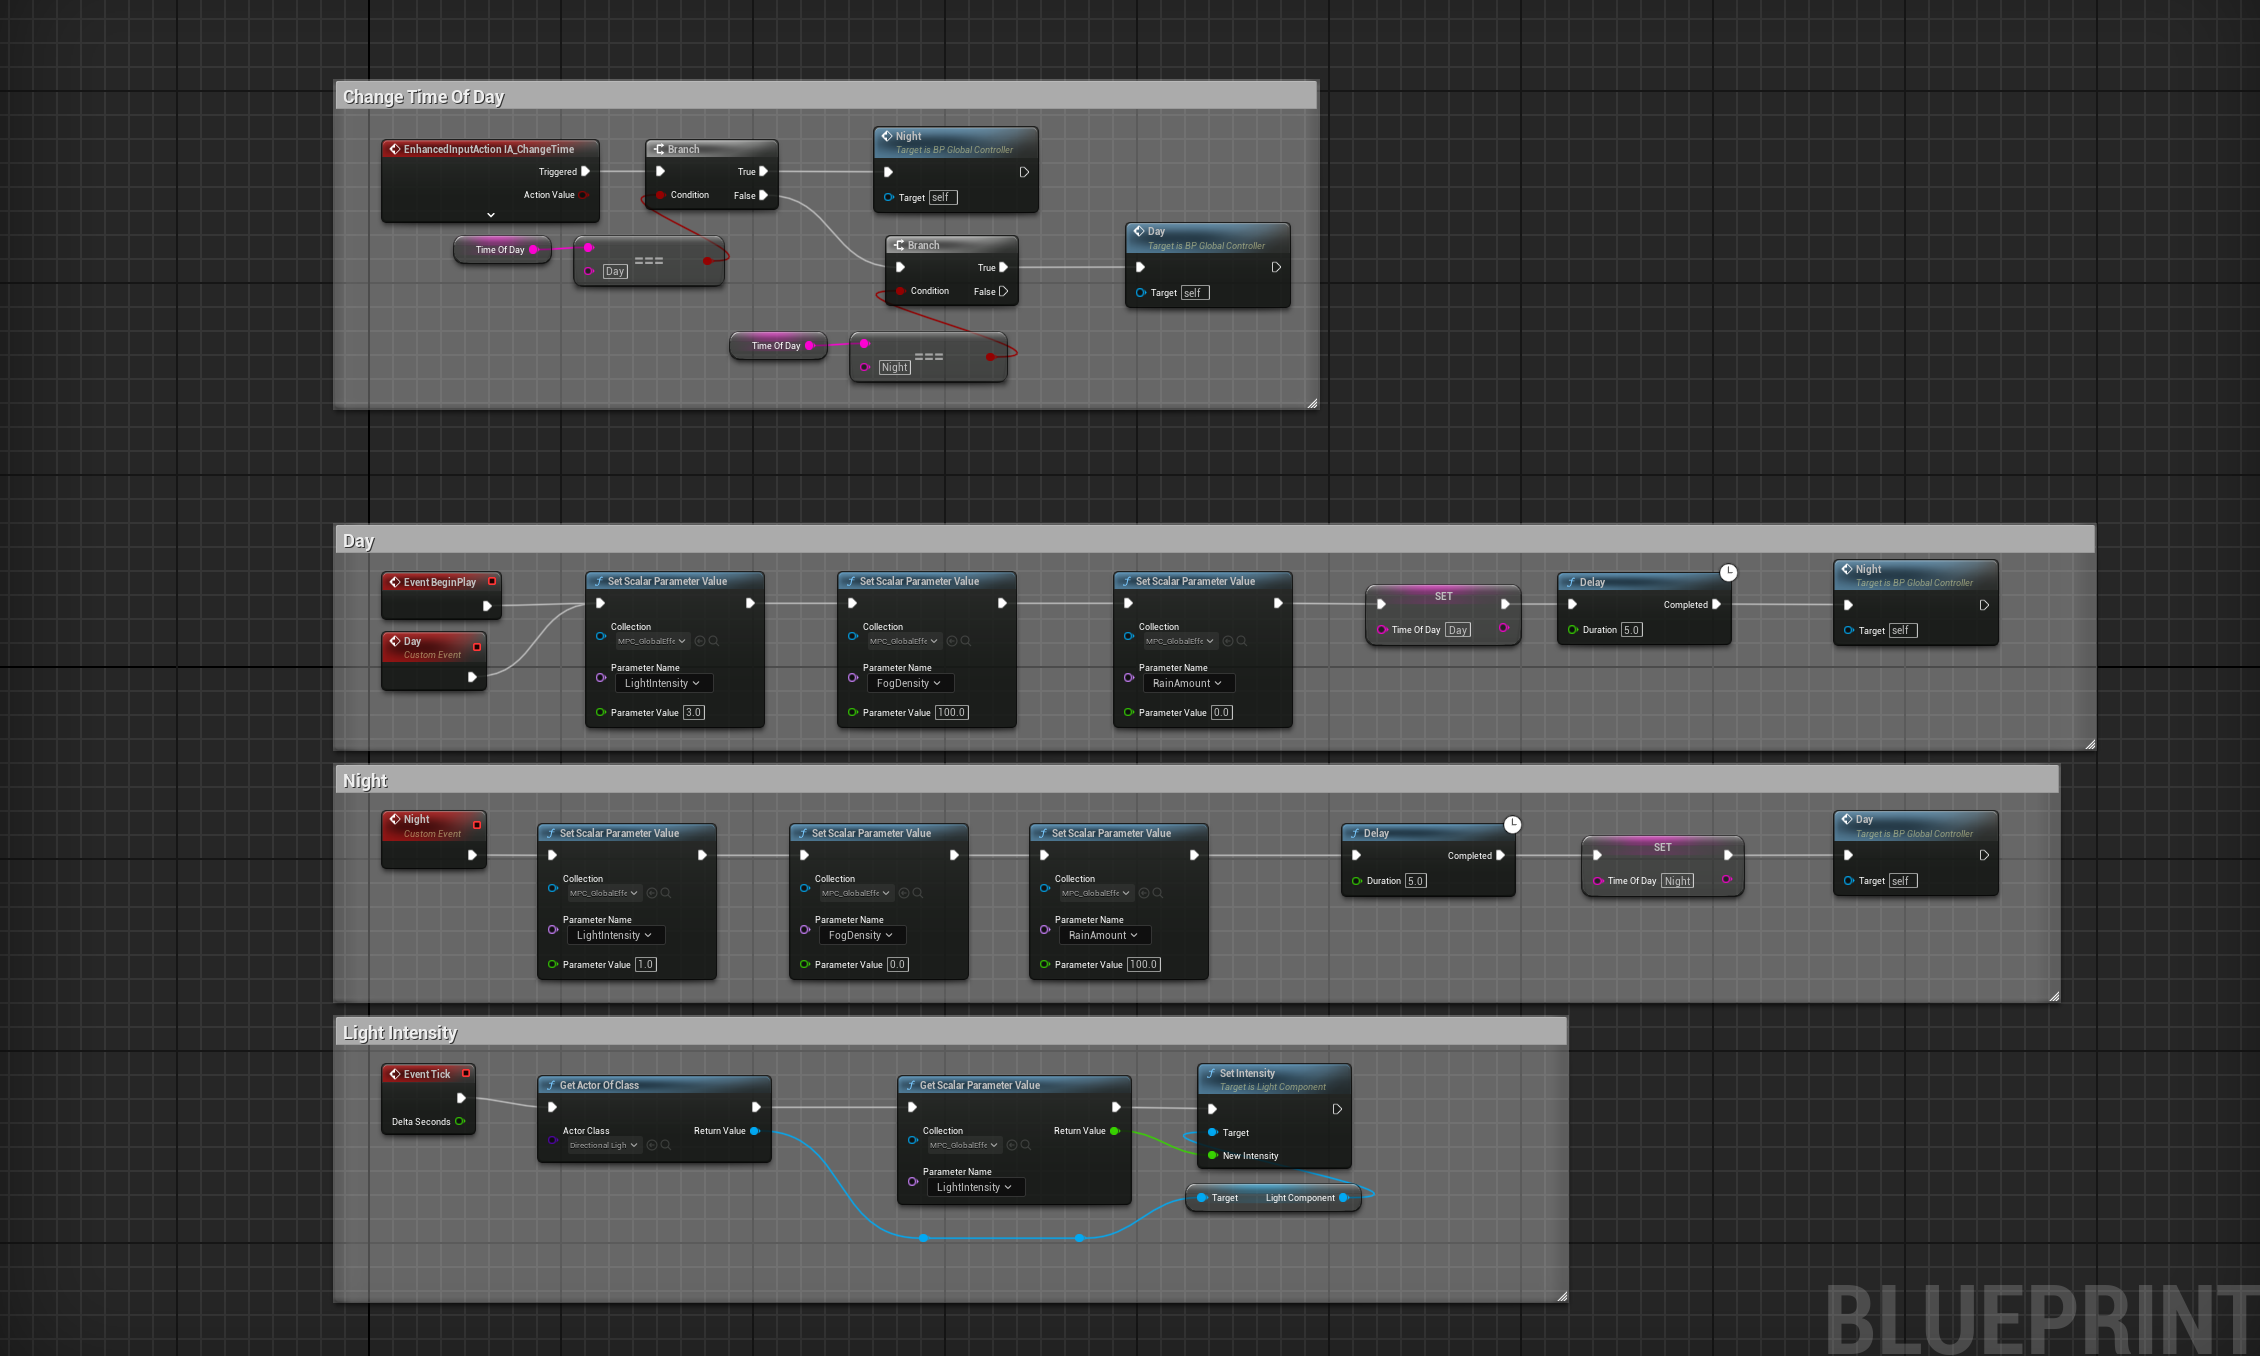 Change Time Of Day
EnhancedInputAction IA_ChangeTime
Triggered
Action Value
Branch
True
Condition
False
Night
Target is BP Global Controller
Target self
Time Of Day
===
Day
Branch
True
Condition
False
Day
Target is BP Global Controller
Target self
Time Of Day
===
Night
Day
Event BeginPlay
Day
Custom Event
Set Scalar Parameter Value
Collection
MPC_GlobalEffe
Parameter Name
LightIntensity
Parameter Value 3.0
Set Scalar Parameter Value
Collection
MPC_GlobalEffe
Parameter Name
FogDensity
Parameter Value 100.0
Set Scalar Parameter Value
Collection
MPC_GlobalEffe
Parameter Name
RainAmount
Parameter Value 0.0
SET
Time Of Day Day
Delay
Completed
Duration 5.0
Night
Target is BP Global Controller
Target self
Night
Night
Custom Event
Set Scalar Parameter Value
Collection
MPC_GlobalEffe
Parameter Name
LightIntensity
Parameter Value 1.0
Set Scalar Parameter Value
Collection
MPC_GlobalEffe
Parameter Name
FogDensity
Parameter Value 0.0
Set Scalar Parameter Value
Collection
MPC_GlobalEffe
Parameter Name
RainAmount
Parameter Value 100.0
Delay
Completed
Duration 5.0
SET
Time Of Day Night
Day
Target is BP Global Controller
Target self
Light Intensity
Event Tick
Delta Seconds
Get Actor Of Class
Actor Class
Directional Ligh
Return Value
Get Scalar Parameter Value
Collection
MPC_GlobalEffe
Return Value
Parameter Name
LightIntensity
Set Intensity
Target is Light Component
Target
New Intensity
Target
Light Component
BLUEPRINT